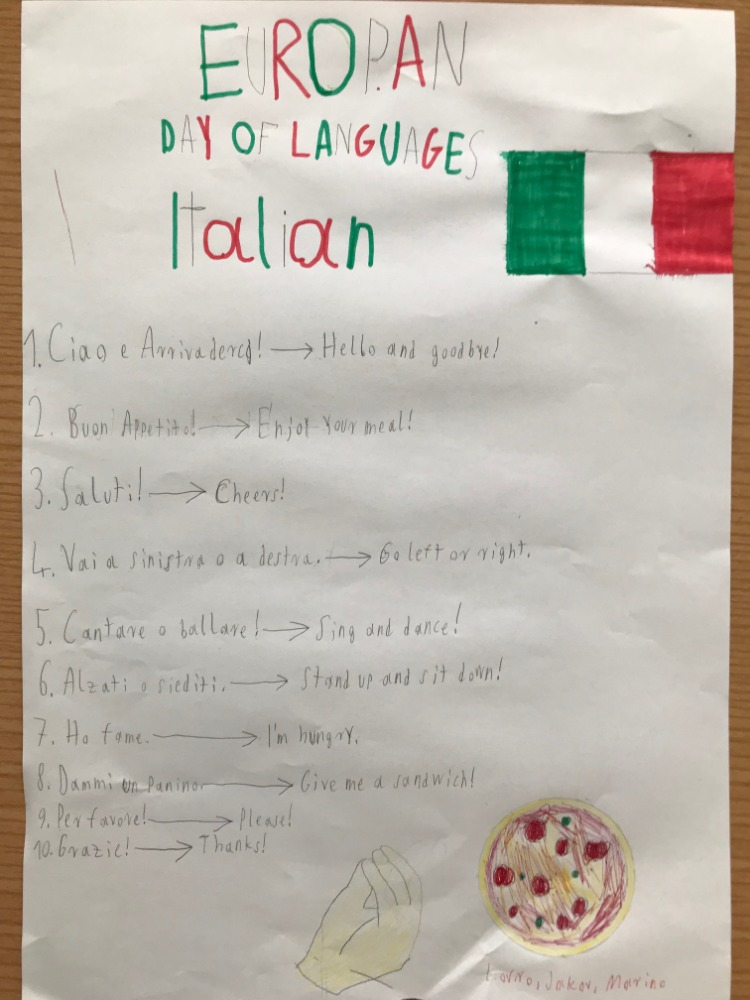 EUROPAN
DAY OF LANGUAGES
Italian
1. Ciao e Arrivaderci! → Hello and goodbye!
2. Buon Appetito! → Enjoy Your meal!
3. Saluti! → Cheers!
4. Vai a sinistra o a destra. → Go left or right.
5. Cantare o ballare! → Sing and dance!
6. Alzati o siediti. → Stand up and sit down!
7. Ho fame. → I'm hungry.
8. Dammi un panino. → Give me a sandwich!
9. Per favore! → Please!
10. Grazie! → Thanks!
Lovro, Jakov, Marino